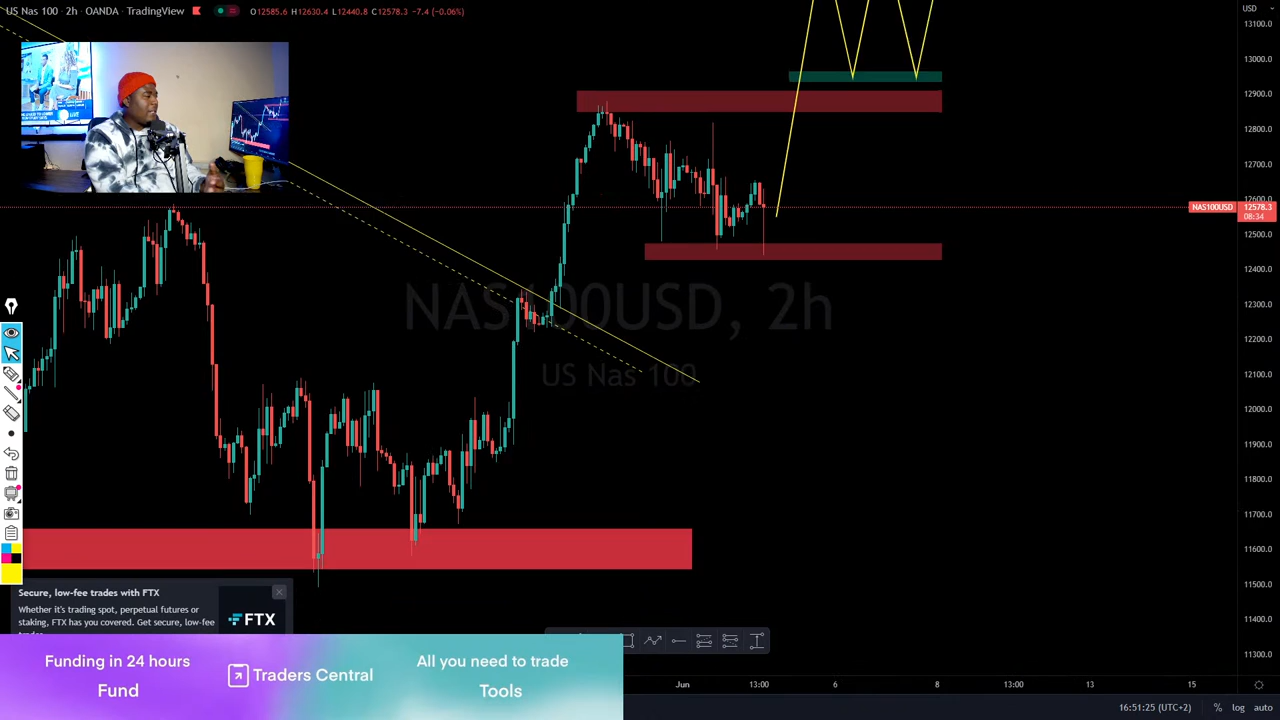 US Nas 100 · 2h · OANDA · TradingView
O12585.6 H12630.4 L12440.8 C12578.3 -7.4 (-0.06%)
USD
13100.0
13000.0
12900.0
12800.0
12700.0
12600.0
NAS100USD 12578.3
08:34
12500.0
12400.0
12300.0
12200.0
12100.0
12000.0
11900.0
11800.0
11700.0
11600.0
11500.0
11400.0
11300.0
NAS100USD, 2h
US Nas 100
LIVE
Secure, low-fee trades with FTX
Whether it's trading spot, perpetual futures or
staking, FTX has you covered. Get secure, low-fee
FTX
Funding in 24 hours
Fund
Traders Central
All you need to trade
Tools
Jun 13:00 6 8 13:00 13 15
16:51:25 (UTC+2) % log auto